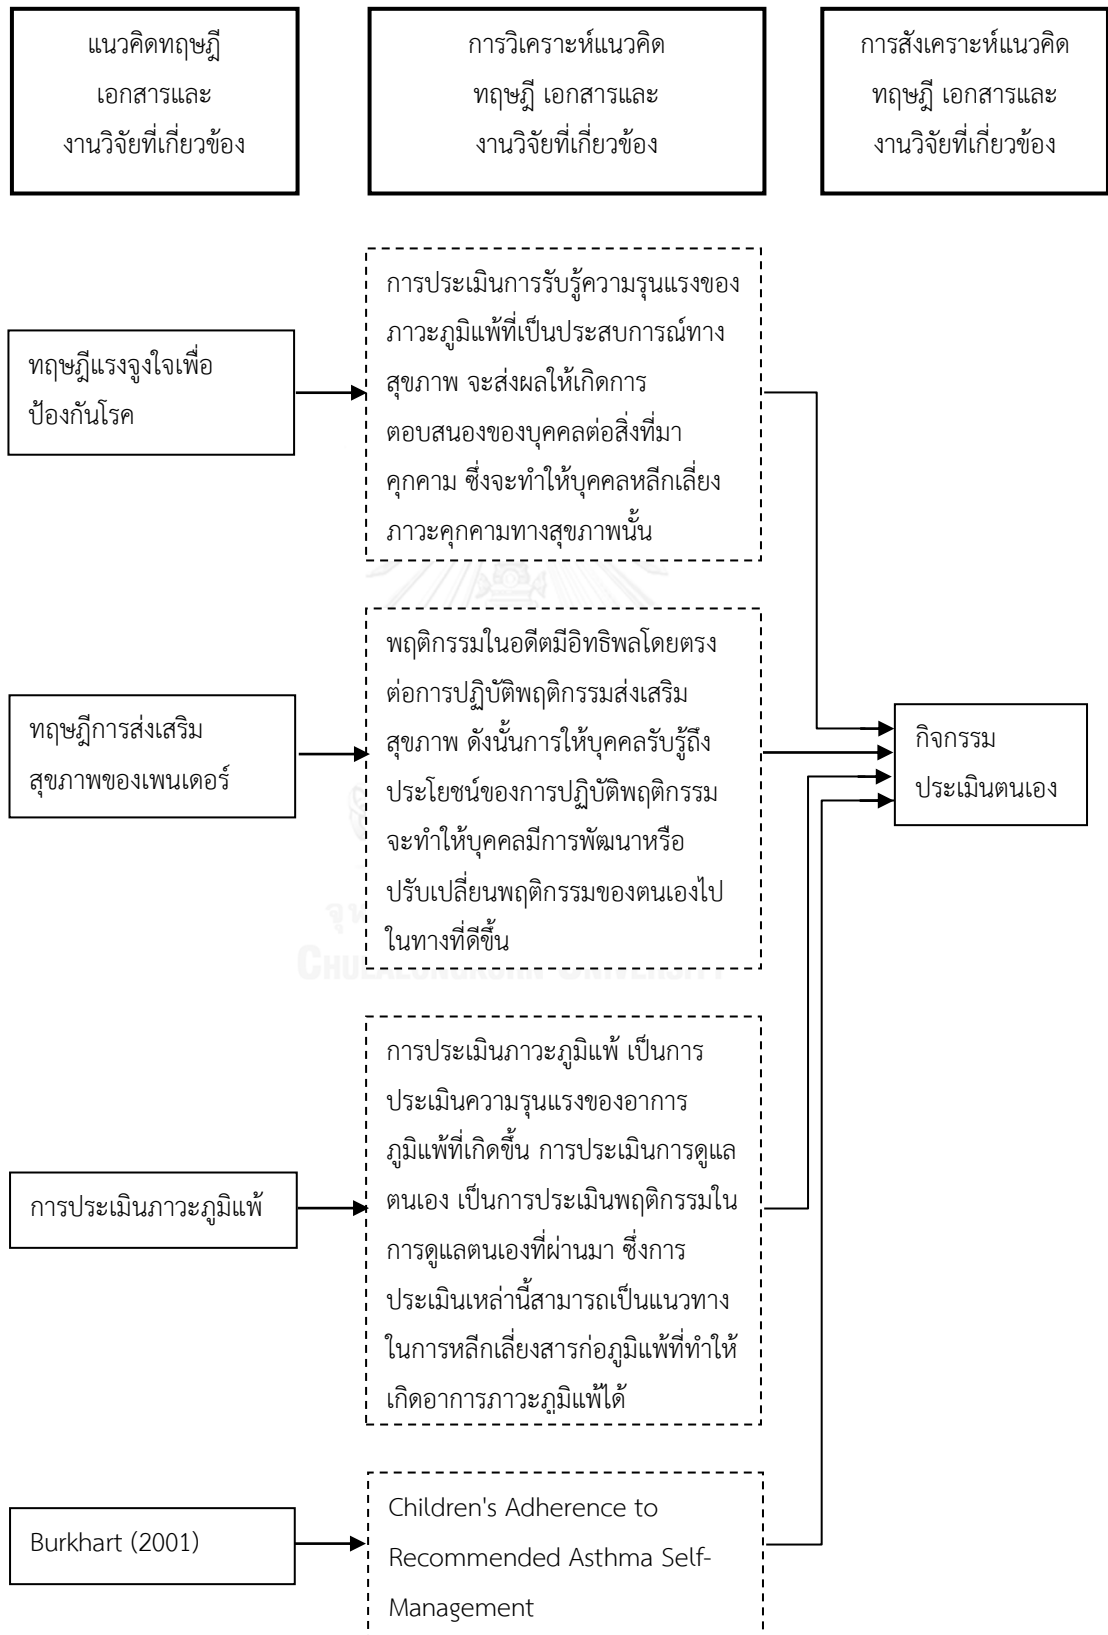 แนวคิดทฤษฎี
เอกสารและ
งานวิจัยที่เกี่ยวข้อง
การวิเคราะห์แนวคิด
ทฤษฎี เอกสารและ
งานวิจัยที่เกี่ยวข้อง
การสังเคราะห์แนวคิด
ทฤษฎี เอกสารและ
งานวิจัยที่เกี่ยวข้อง
ทฤษฎีแรงจูงใจเพื่อ
ป้องกันโรค
การประเมินการรับรู้ความรุนแรงของ
ภาวะภูมิแพ้ที่เป็นประสบการณ์ทาง
สุขภาพ จะส่งผลให้เกิดการ
ตอบสนองของบุคคลต่อสิ่งที่มา
คุกคาม ซึ่งจะทำให้บุคคลหลีกเลี่ยง
ภาวะคุกคามทางสุขภาพนั้น
ทฤษฎีการส่งเสริม
สุขภาพของเพนเดอร์
พฤติกรรมในอดีตมีอิทธิพลโดยตรง
ต่อการปฏิบัติพฤติกรรมส่งเสริม
สุขภาพ ดังนั้นการให้บุคคลรับรู้ถึง
ประโยชน์ของการปฏิบัติพฤติกรรม
จะทำให้บุคคลมีการพัฒนาหรือ
ปรับเปลี่ยนพฤติกรรมของตนเองไป
ในทางที่ดีขึ้น
กิจกรรม
ประเมินตนเอง
การประเมินภาวะภูมิแพ้
การประเมินภาวะภูมิแพ้ เป็นการ
ประเมินความรุนแรงของอาการ
ภูมิแพ้ที่เกิดขึ้น การประเมินการดูแล
ตนเอง เป็นการประเมินพฤติกรรมใน
การดูแลตนเองที่ผ่านมา ซึ่งการ
ประเมินเหล่านี้สามารถเป็นแนวทาง
ในการหลีกเลี่ยงสารก่อภูมิแพ้ที่ทำให้
เกิดอาการภาวะภูมิแพ้ได้
Burkhart (2001)
Children's Adherence to
Recommended Asthma Self-
Management